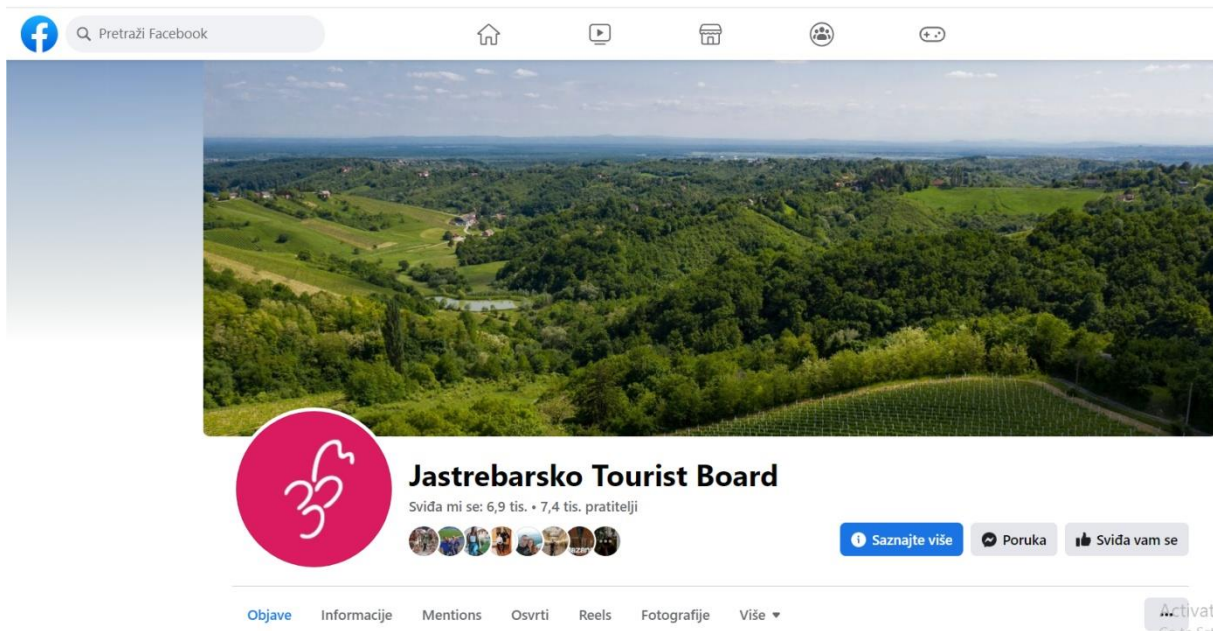 Pretraži Facebook
Jastrebarsko Tourist Board
Sviđa mi se: 6,9 tis. • 7,4 tis. pratitelji
Saznajte više Poruka Sviđa vam se
Objave Informacije Mentions Osvrti Reels Fotografije Više